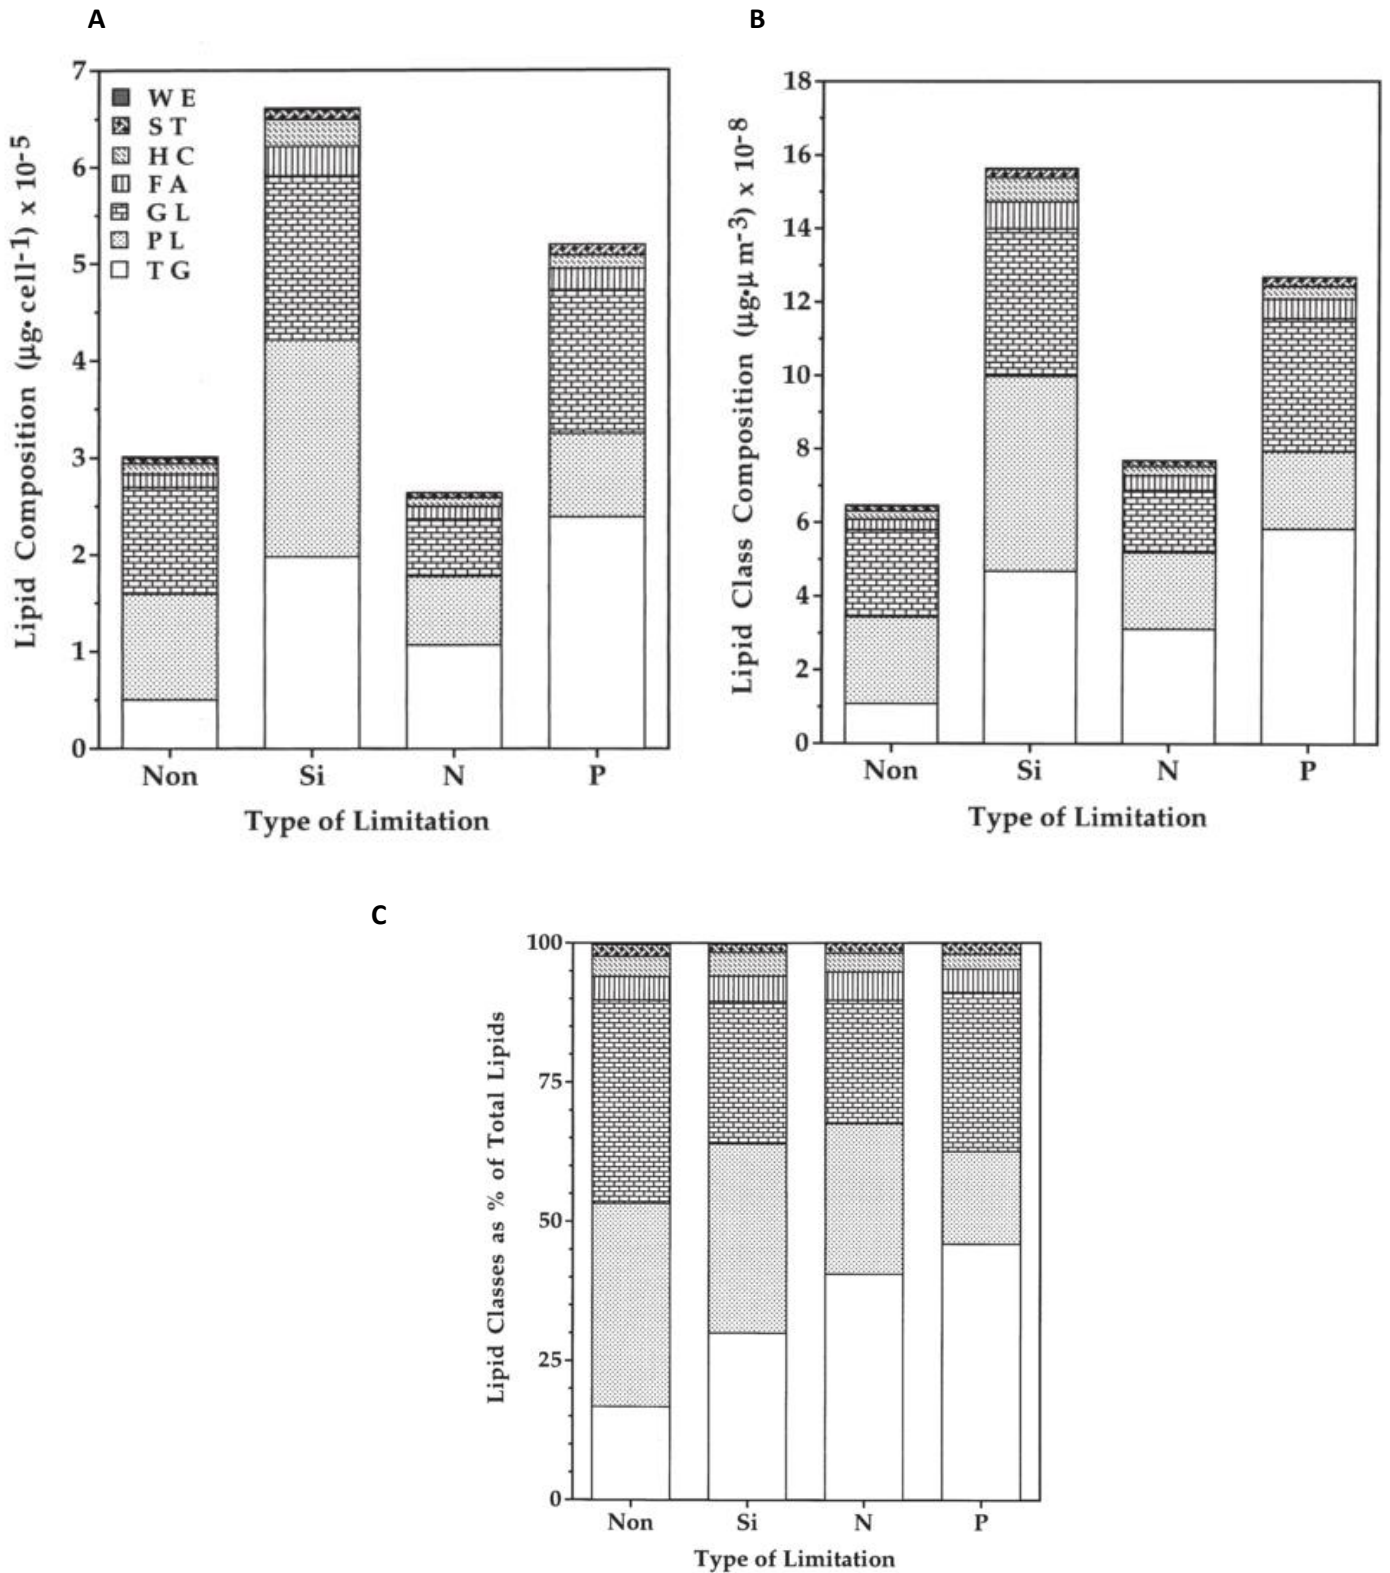 A
Lipid Composition (µg• cell-1) x 10-5
7
6
5
4
3
2
1
0
W E
S T
H C
F A
G L
P L
T G
Non Si N P
Type of Limitation
B
Lipid Class Composition (µg•µ m-3) x 10-8
18
16
14
12
10
8
6
4
2
0
Non Si N P
Type of Limitation
C
Lipid Classes as % of Total Lipids
100
75
50
25
0
Non Si N P
Type of Limitation